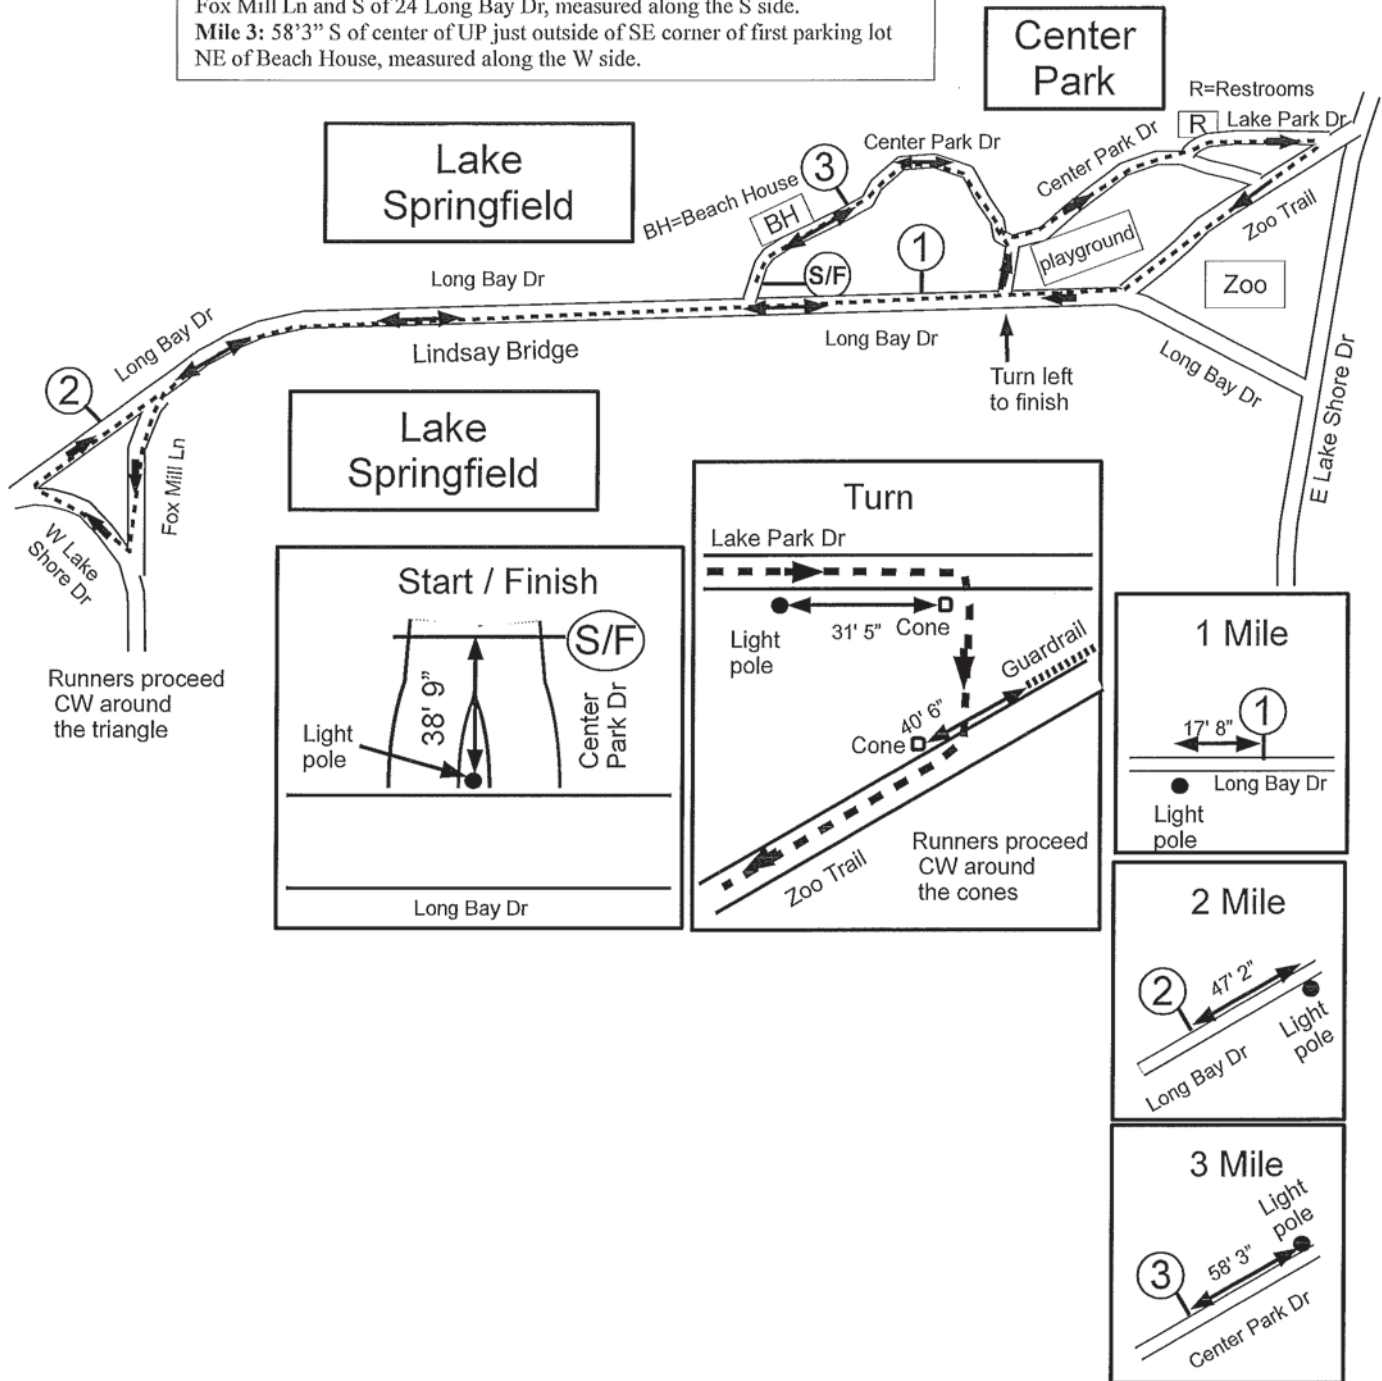 Fox Mill Ln and S of 24 Long Bay Dr, measured along the S side.
Mile 3: 58’3” S of center of UP just outside of SE corner of first parking lot
NE of Beach House, measured along the W side.
Center
Park
R=Restrooms
R
Lake Park Dr
Center Park Dr
Center Park Dr
Lake
Springfield
3
BH=Beach House
BH
1
playground
Zoo Trail
Zoo
S/F
Long Bay Dr
Long Bay Dr
Lindsay Bridge
Long Bay Dr
Long Bay Dr
Turn left
to finish
E Lake Shore Dr
2
Lake
Springfield
Fox Mill Ln
W Lake
Shore Dr
Runners proceed
CW around
the triangle
Start / Finish
S/F
38’ 9”
Center
Park Dr
Light
pole
Long Bay Dr
Turn
Lake Park Dr
31' 5”
Cone
Light
pole
Guardrail
40' 6”
Cone
Runners proceed
CW around
the cones
Zoo Trail
1 Mile
1
17' 8”
Long Bay Dr
Light
pole
2 Mile
2
47' 2”
Light
pole
Long Bay Dr
3 Mile
Light
pole
3
58' 3”
Center Park Dr